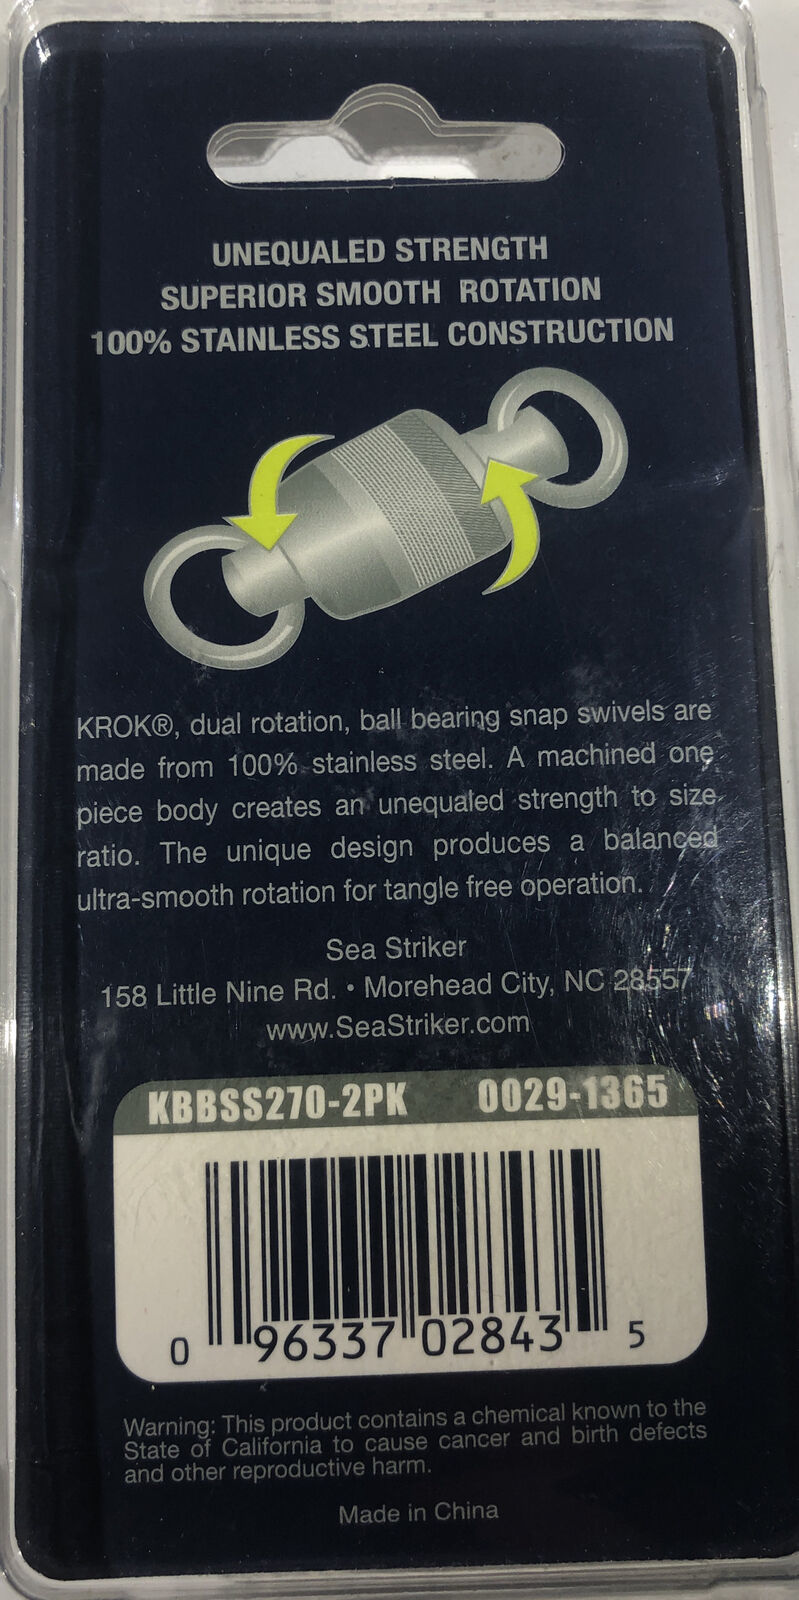 UNEQUALED STRENGTH
SUPERIOR SMOOTH ROTATION
100% STAINLESS STEEL CONSTRUCTION
KROK®, dual rotation, ball bearing snap swivels are
made from 100% stainless steel. A machined one
piece body creates an unequaled strength to size
ratio. The unique design produces a balanced
ultra-smooth rotation for tangle free operation.
Sea Striker
158 Little Nine Rd. • Morehead City, NC 28557
www.SeaStriker.com
KBBSS270-2PK 0029-1365
0 96337 02843 5
Warning: This product contains a chemical known to the
State of California to cause cancer and birth defects
and other reproductive harm.
Made in China